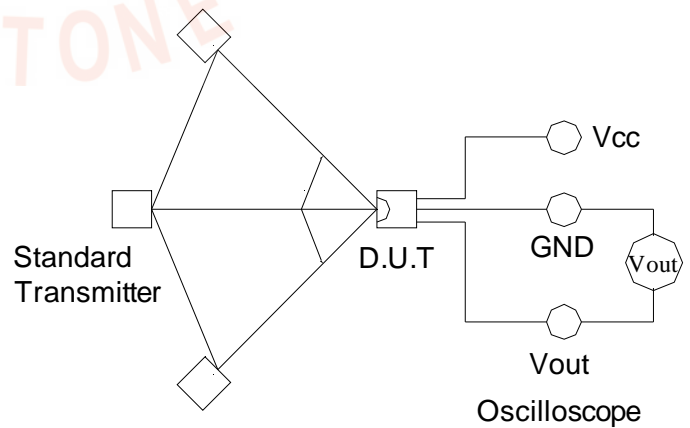 TONE
Vcc
Standard
Transmitter
D.U.T
GND
Vout
Vout
Oscilloscope